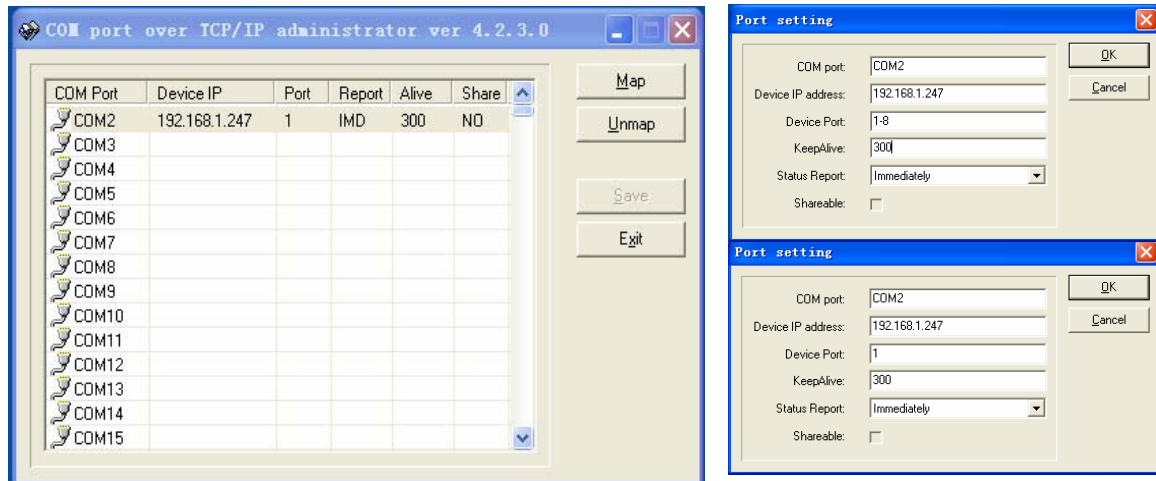 COM port over TCP/IP administrator ver 4.2.3.0
COM Port Device IP Port Report Alive Share
COM2 192.168.1.247 1 IMD 300 NO
COM3
COM4
COM5
COM6
COM7
COM8
COM9
COM10
COM11
COM12
COM13
COM14
COM15
Map
Unmap
Save
Exit
Port setting
COM port: COM2
Device IP address: 192.168.1.247
Device Port: 1-8
KeepAlive: 300
Status Report: Immediately
Shareable:
OK
Cancel
Port setting
COM port: COM2
Device IP address: 192.168.1.247
Device Port: 1
KeepAlive: 300
Status Report: Immediately
Shareable:
OK
Cancel